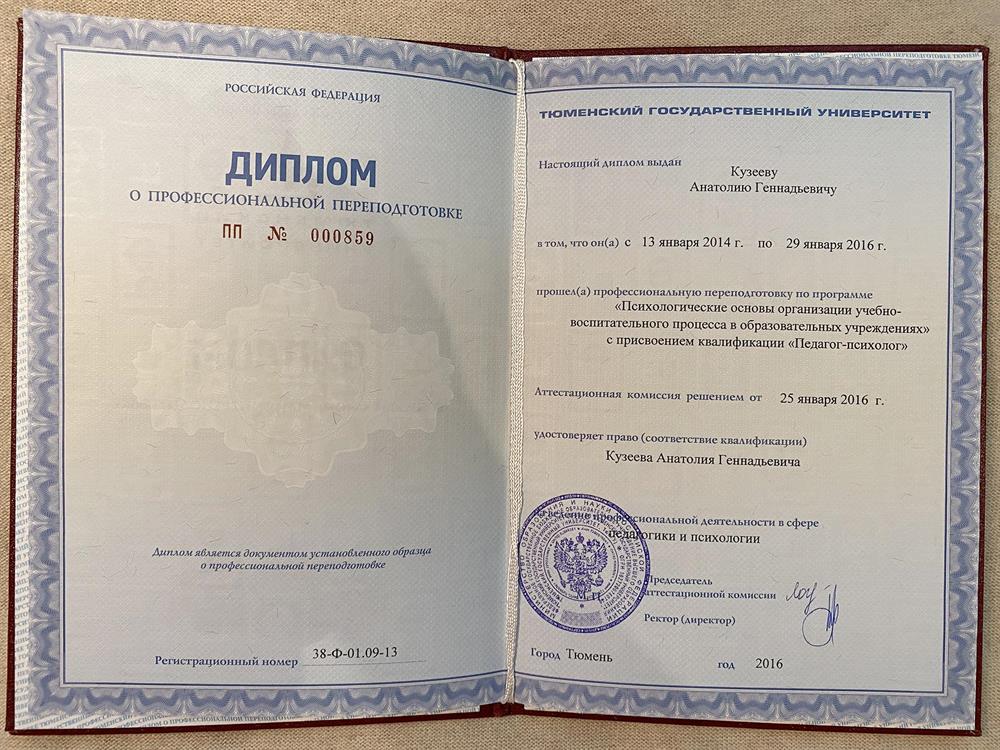 РОССИЙСКАЯ ФЕДЕРАЦИЯ
ДИПЛОМ
О ПРОФЕССИОНАЛЬНОЙ ПЕРЕПОДГОТОВКЕ
ПП № 000859
Диплом является документом установленного образца
о профессиональной переподготовке
Регистрационный номер 38-Ф-01.09-13
ТЮМЕНСКИЙ ГОСУДАРСТВЕННЫЙ УНИВЕРСИТЕТ
Настоящий диплом выдан
Кузееву
Анатолию Геннадьевичу
в том, что он(а) с 13 января 2014 г. по 29 января 2016 г.
прошел(а) профессиональную переподготовку по программе
«Психологические основы организации учебно-
воспитательного процесса в образовательных учреждениях»
с присвоением квалификации «Педагог-психолог»
Аттестационная комиссия решением от 25 января 2016 г.
удостоверяет право (соответствие квалификации)
Кузеева Анатолия Геннадьевича
на ведение профессиональной деятельности в сфере
педагогики и психологии
М.П.
Председатель
аттестационной комиссии
Ректор (директор)
Город Тюмень год 2016